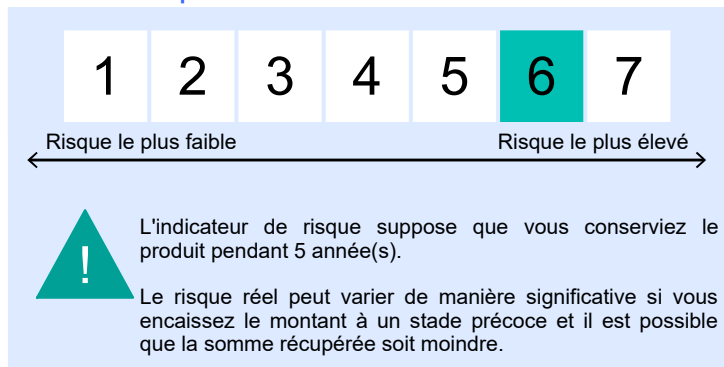 1 2 3 4 5 6 7
Risque le plus faible Risque le plus élevé
!
L'indicateur de risque suppose que vous conserviez le
produit pendant 5 année(s).
Le risque réel peut varier de manière significative si vous
encaissez le montant à un stade précoce et il est possible
que la somme récupérée soit moindre.